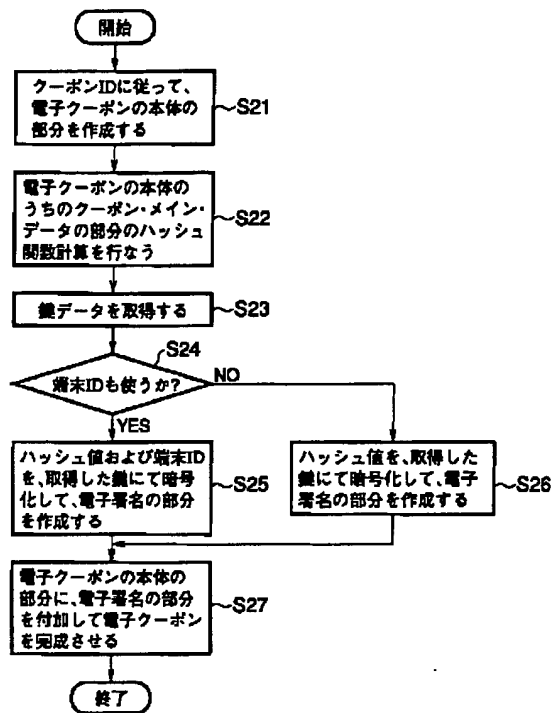 開始
クーポンIDに従って、
電子クーポンの本体の
部分を作成する
S21
電子クーポンの本体の
うちのクーポン・メイン・
データの部分のハッシュ
関数計算を行なう
S22
鍵データを取得する
S23
S24
端末IDも使うか?
NO
YES
ハッシュ値および端末ID
を、取得した鍵にて暗号
化して、電子署名の部分
を作成する
S25
ハッシュ値を、取得した
鍵にて暗号化して、電子
署名の部分を作成する
S26
電子クーポンの本体の
部分に、電子署名の部分
を付加して電子クーポン
を完成させる
S27
終了